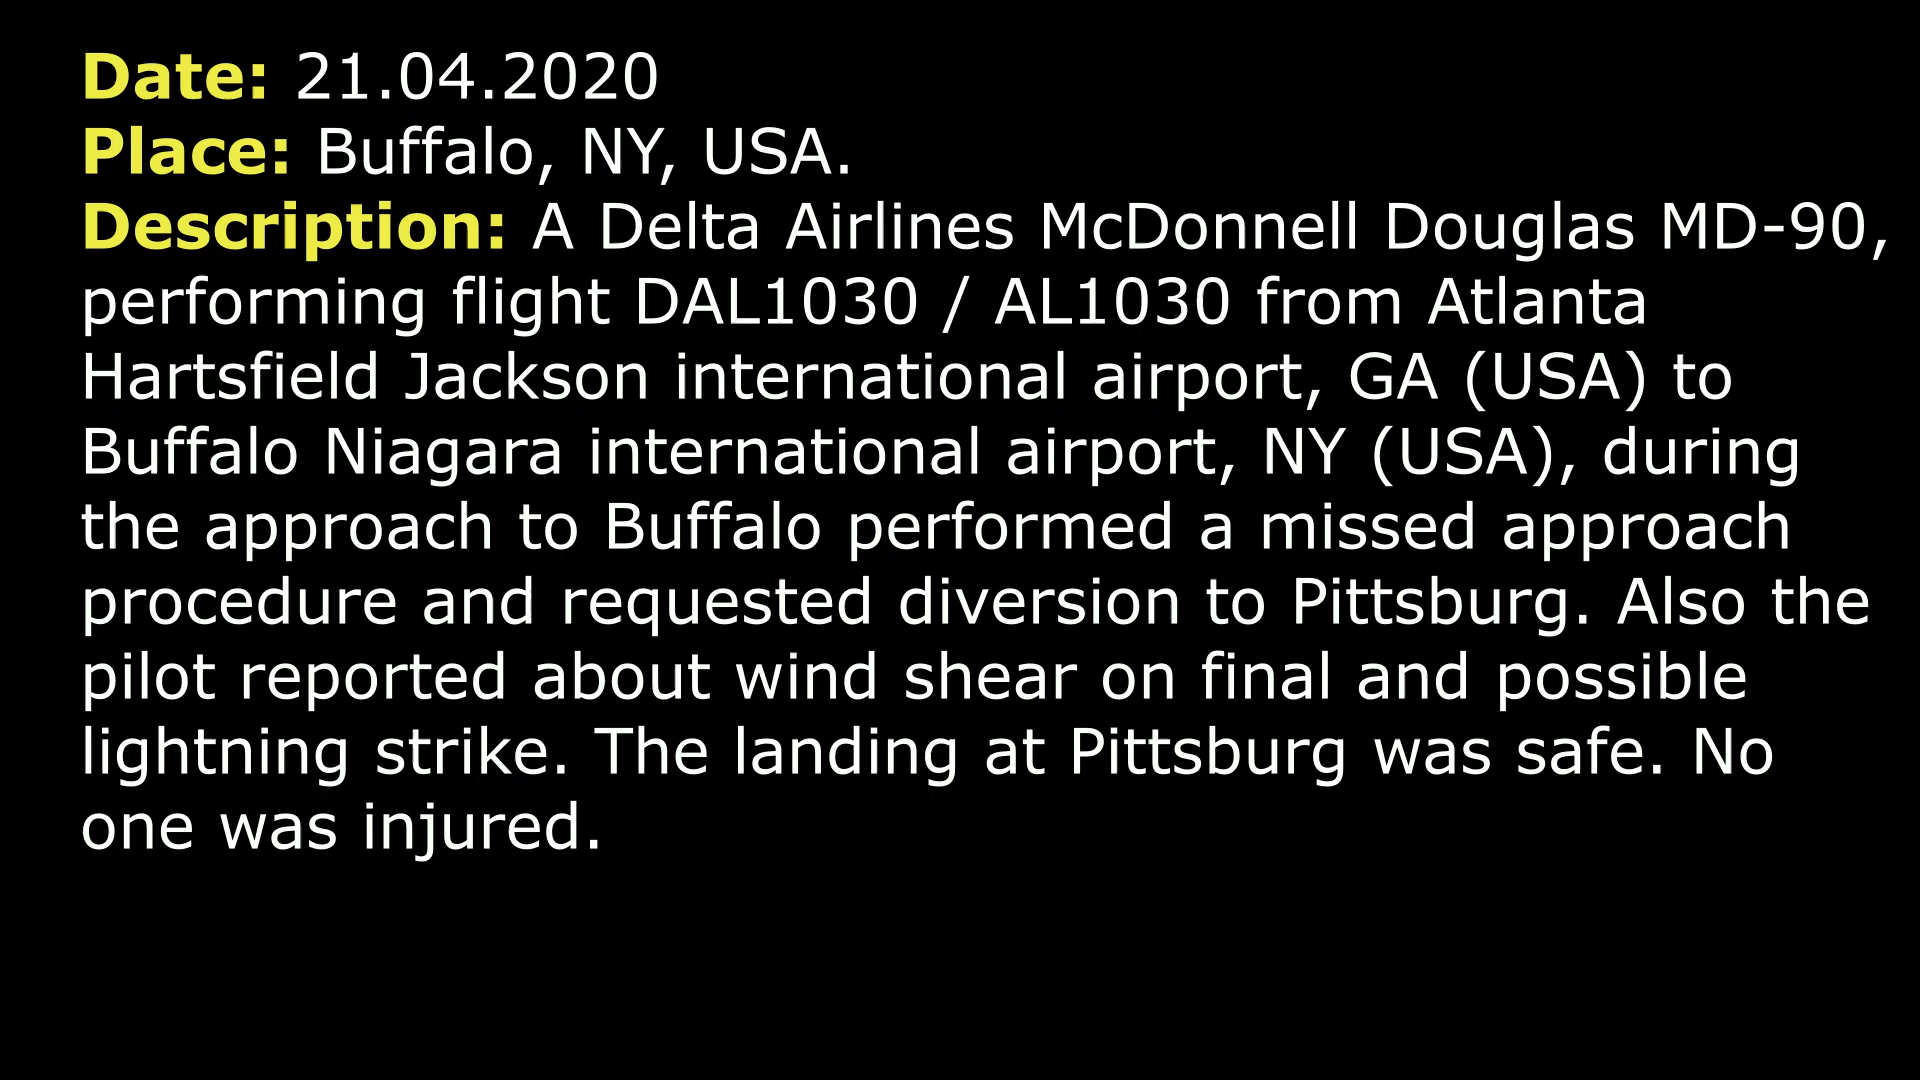 Date: 21.04.2020
Place: Buffalo, NY, USA.
Description: A Delta Airlines McDonnell Douglas MD-90,
performing flight DAL1030 / AL1030 from Atlanta
Hartsfield Jackson international airport, GA (USA) to
Buffalo Niagara international airport, NY (USA), during
the approach to Buffalo performed a missed approach
procedure and requested diversion to Pittsburg. Also the
pilot reported about wind shear on final and possible
lightning strike. The landing at Pittsburg was safe. No
one was injured.